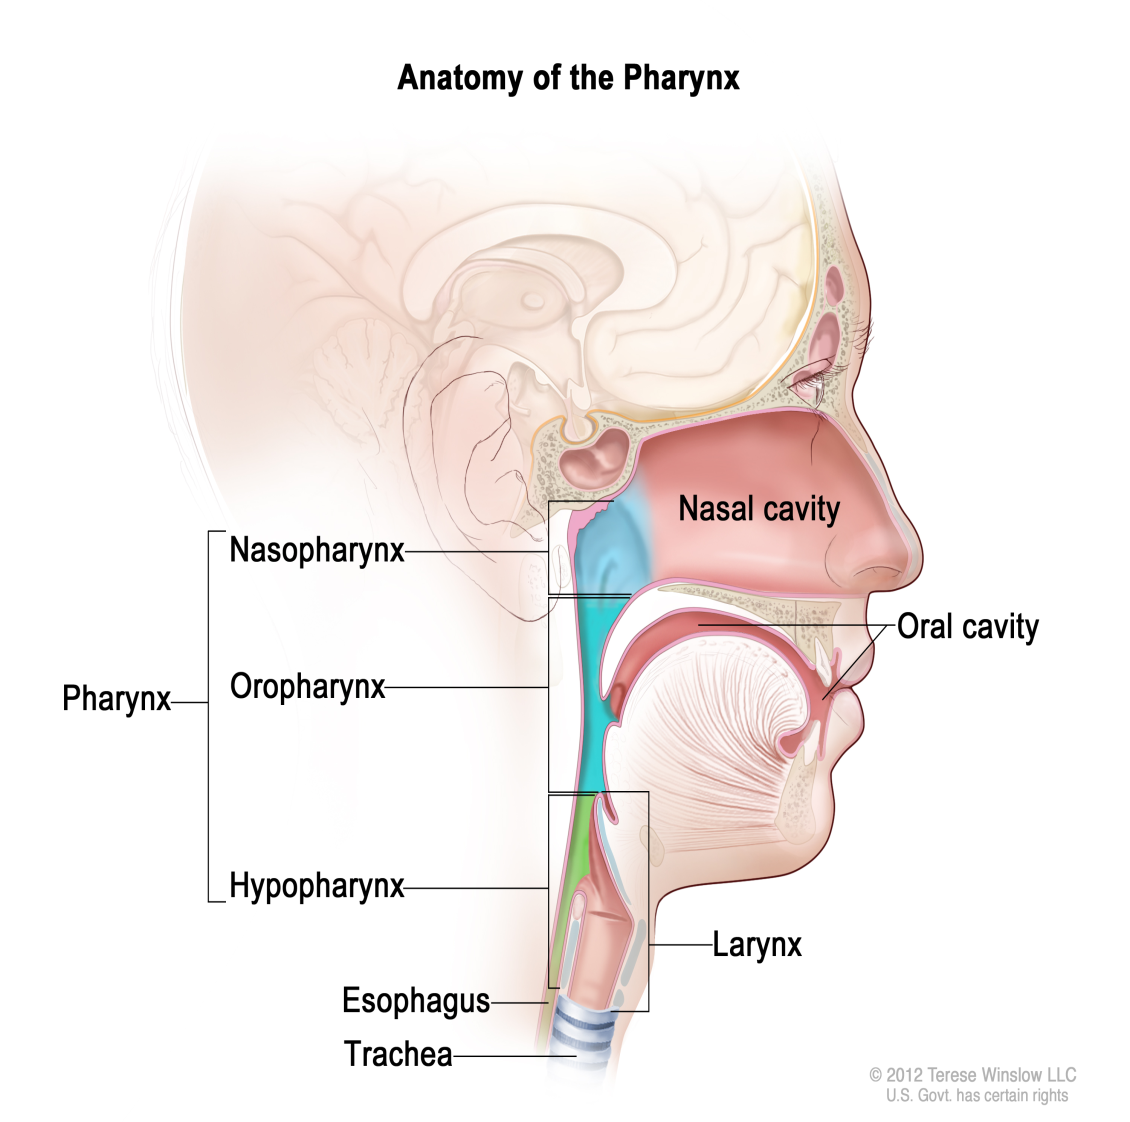 Anatomy of the Pharynx
Nasal cavity
Nasopharynx
Oral cavity
Oropharynx
Pharynx
Hypopharynx
Larynx
Esophagus
Trachea
© 2012 Terese Winslow LLC
U.S. Govt. has certain rights